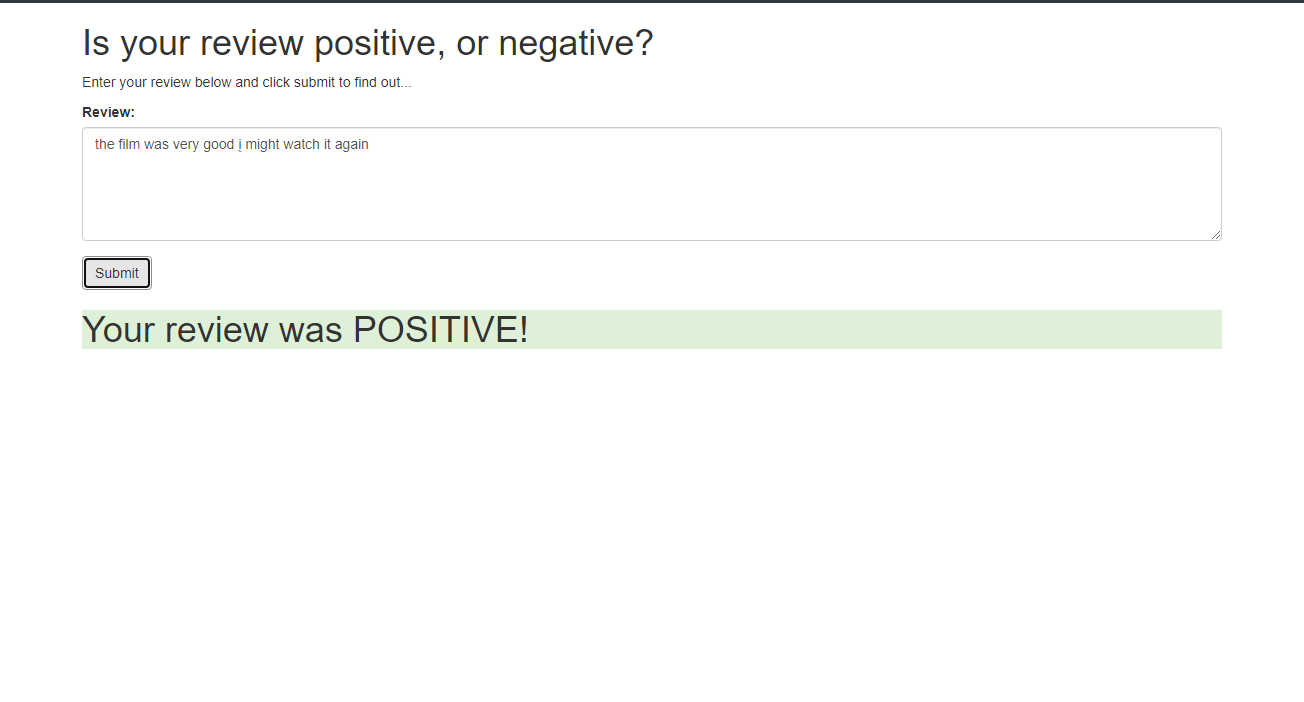 Is your review positive, or negative?
Enter your review below and click submit to find out...
Review:
the film was very good i might watch it again
Submit
Your review was POSITIVE!